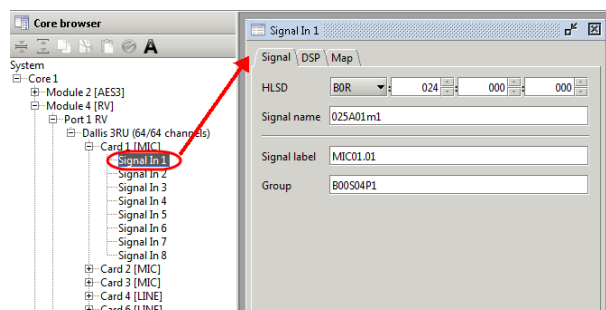 Core browser
A
System
Core 1
Module 2 [AES3]
Module 4 [RV]
Port 1 RV
Dallis 3RU (64/64 channels)
Card 1 [MIC]
Signal In 1
Signal In 2
Signal In 3
Signal In 4
Signal In 5
Signal In 6
Signal In 7
Signal In 8
Card 2 [MIC]
Card 3 [MIC]
Card 4 [LINE]
Card 6 [LINE]
Signal In 1
Signal DSP Map
HLSD B0R : 024 : 000 : 000
Signal name 025A01m1
Signal label MIC01.01
Group B00S04P1